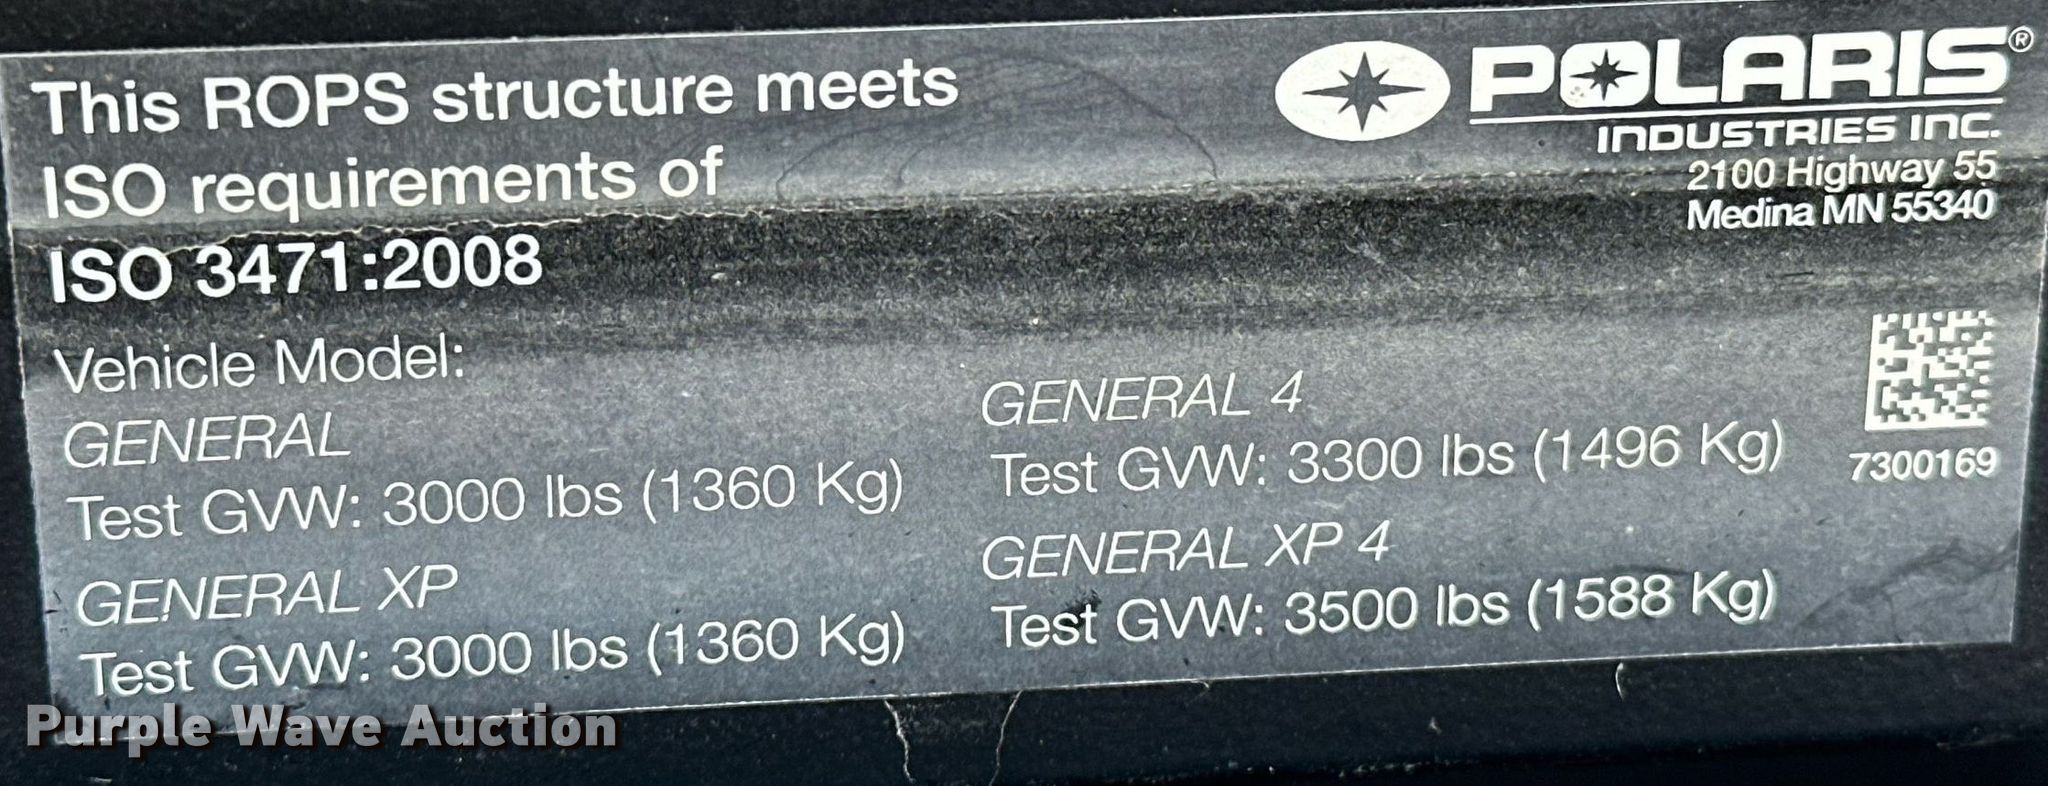 This ROPS structure meets
ISO requirements of
ISO 3471:2008
POLARIS®
INDUSTRIES INC.
2100 Highway 55
Medina MN 55340
Vehicle Model:
GENERAL
Test GVW: 3000 lbs (1360 Kg)
GENERAL XP
Test GVW: 3000 lbs (1360 Kg)
GENERAL 4
Test GVW: 3300 lbs (1496 Kg)
GENERAL XP 4
Test GVW: 3500 lbs (1588 Kg)
7300169
Purple Wave Auction